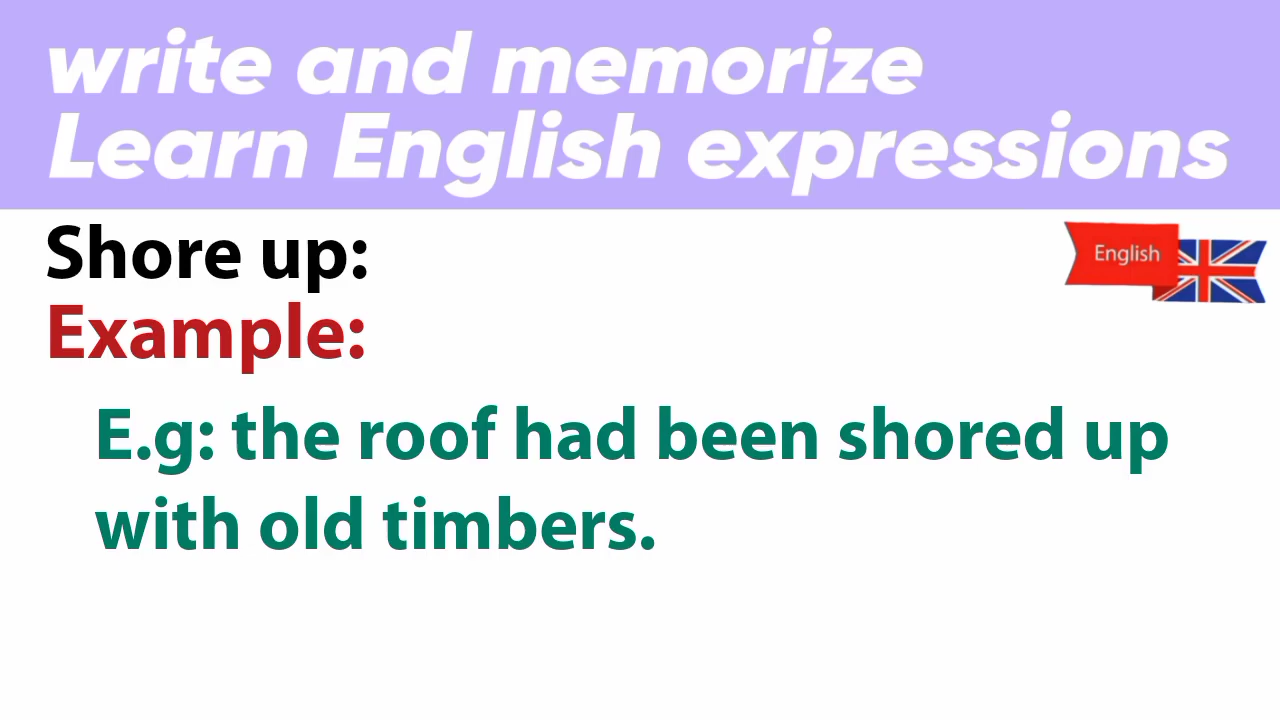 write and memorize
Learn English expressions
English
Shore up:
Example:
E.g: the roof had been shored up
with old timbers.